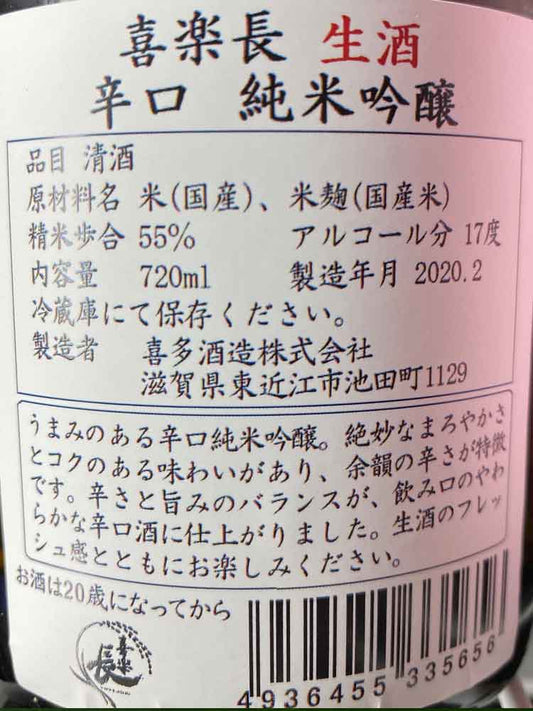 喜楽長 生酒
辛口 純米吟醸
品目 清酒
原材料名 米(国産)、米麹(国産米)
精米歩合 55% アルコール分 17度
内容量 720ml 製造年月 2020.2
冷蔵庫にて保存ください。
製造者 喜多酒造株式会社
滋賀県東近江市池田町1129
うまみのある辛口純米吟醸。絶妙なまろやかさ
とコクのある味わいがあり、余韻の辛さが特徴
です。辛さと旨みのバランスが、飲み口のやわ
らかな辛口酒に仕上がりました。生酒のフレッ
シュ感とともにお楽しみください。
お酒は20歳になってから
喜楽長
4936455 335656